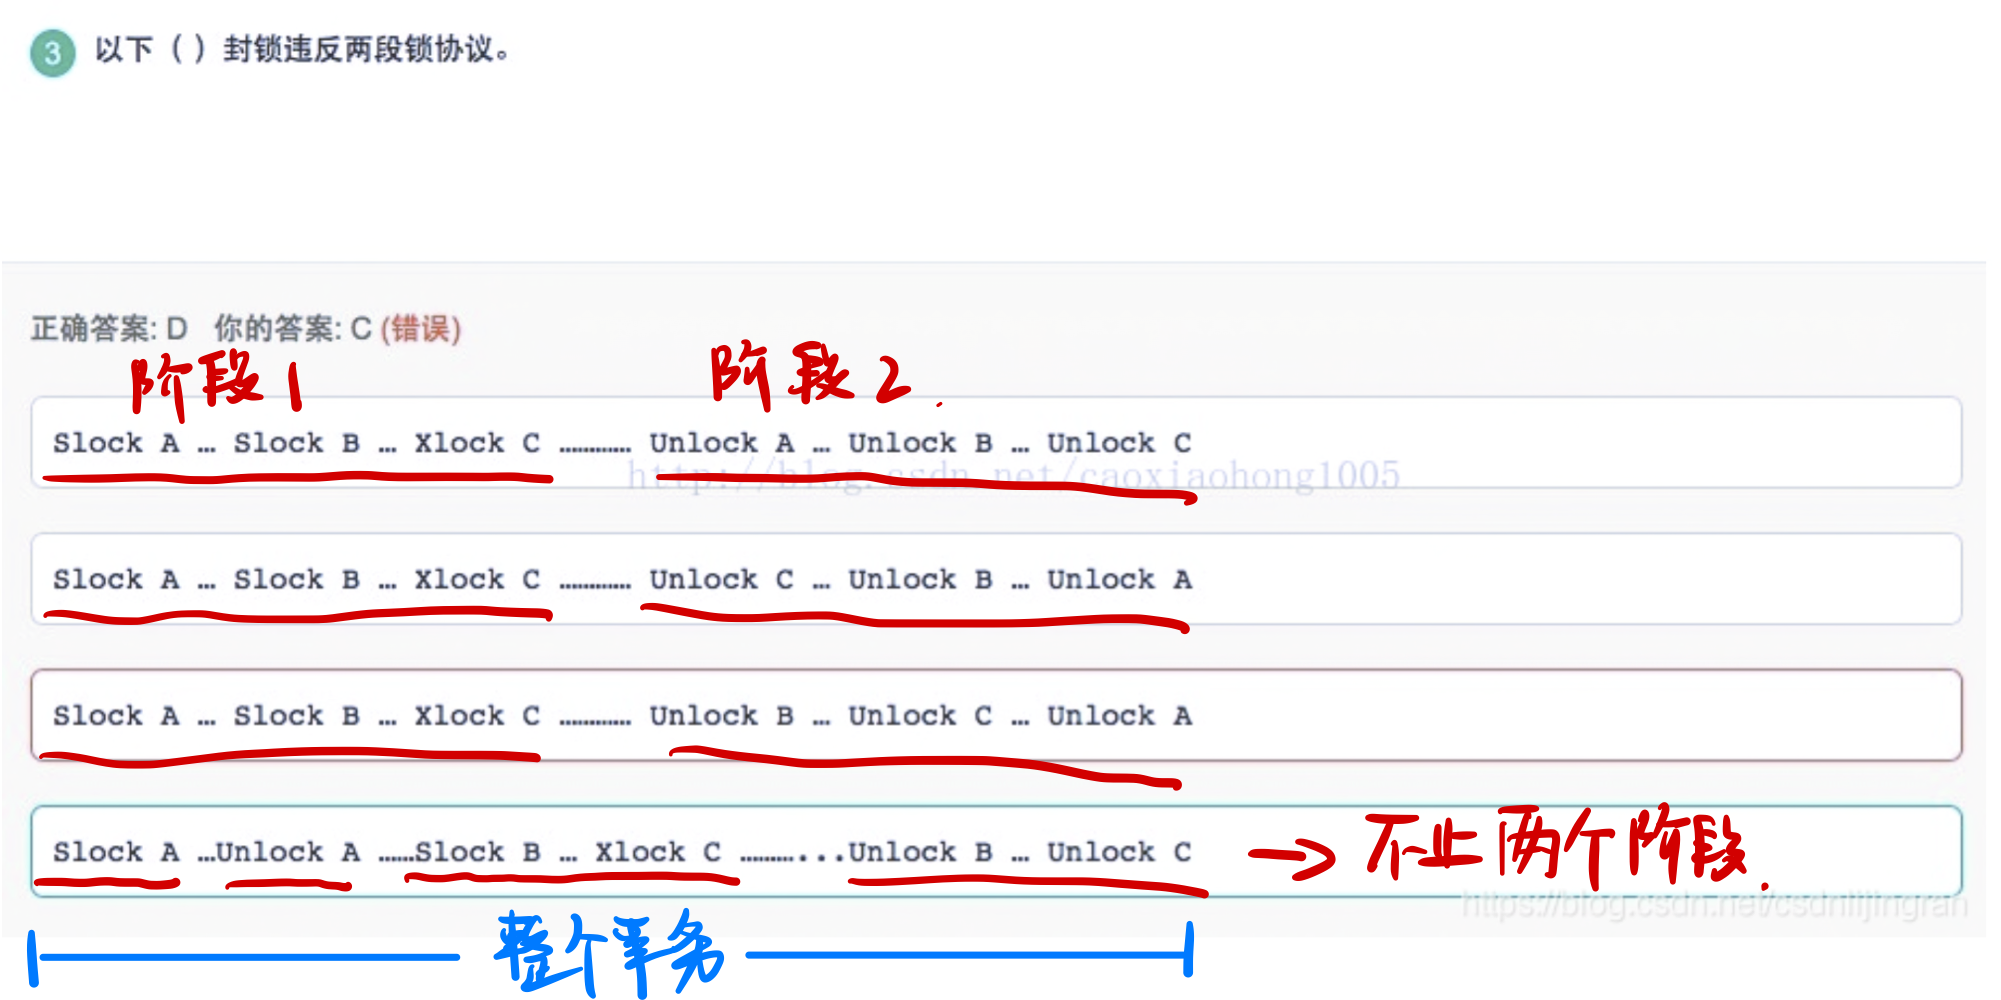 3 以下（ ）封锁违反两段锁协议。
正确答案: D 你的答案: C (错误)
阶段1 阶段2.
Slock A … Slock B … Xlock C ………… Unlock A … Unlock B … Unlock C
http://blog.csdn.net/caoxiaohong1005
Slock A … Slock B … Xlock C ………… Unlock C … Unlock B … Unlock A
Slock A … Slock B … Xlock C ………… Unlock B … Unlock C … Unlock A
Slock A …Unlock A ……Slock B … Xlock C ………...Unlock B … Unlock C → 不止两个阶段.
https://blog.csdn.net/csdnlijingran
整个事务